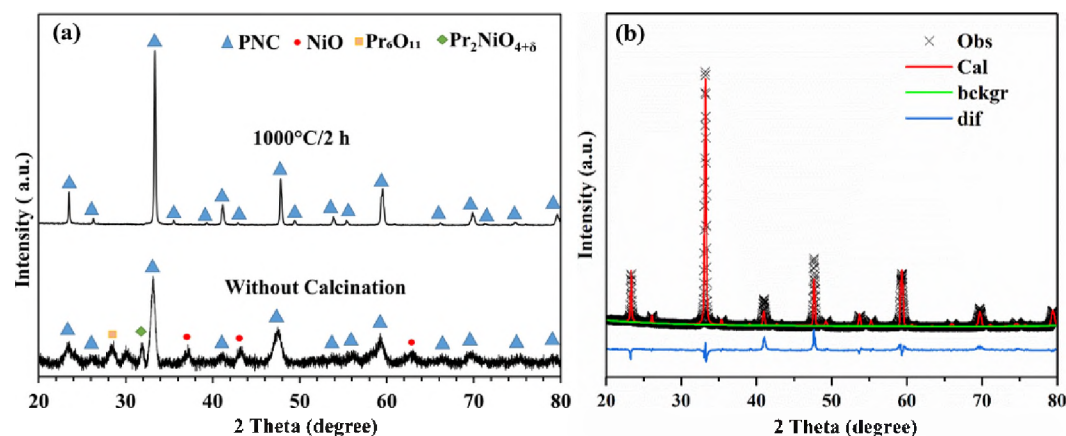 (a)
PNC NiO Pr₆O₁₁ Pr₂NiO₄₊δ
1000°C/2 h
Without Calcination
Intensity ( a.u.)
20 30 40 50 60 70 80
2 Theta (degree)
(b)
Obs
Cal
bckgr
dif
Intensity (a.u.)
20 30 40 50 60 70 80
2 Theta (degree)